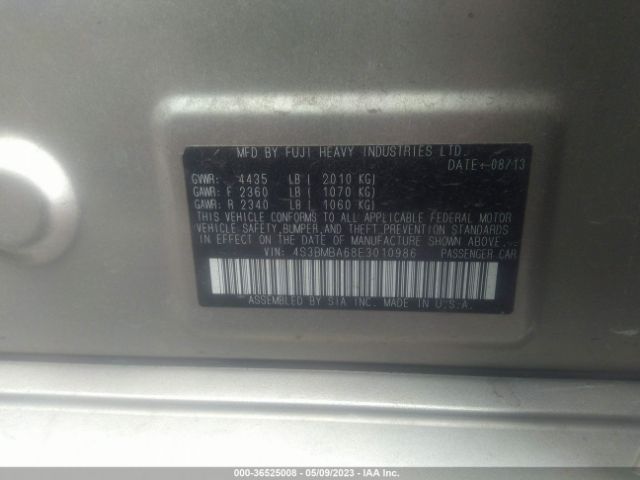 MFD BY FUJI HEAVY INDUSTRIES LTD.
DATE: 08/13
GVWR: 4435 LB ( 2010 KG)
GAWR: F 2360 LB ( 1070 KG)
GAWR: R 2340 LB ( 1060 KG)
THIS VEHICLE CONFORMS TO ALL APPLICABLE FEDERAL MOTOR
VEHICLE SAFETY, BUMPER, AND THEFT PREVENTION STANDARDS
IN EFFECT ON THE DATE OF MANUFACTURE SHOWN ABOVE.
VIN: 4S3BMBA68E3010986 PASSENGER CAR
ASSEMBLED BY SIA INC. MADE IN U.S.A.
000-36525008 - 05/09/2023 - IAA Inc.